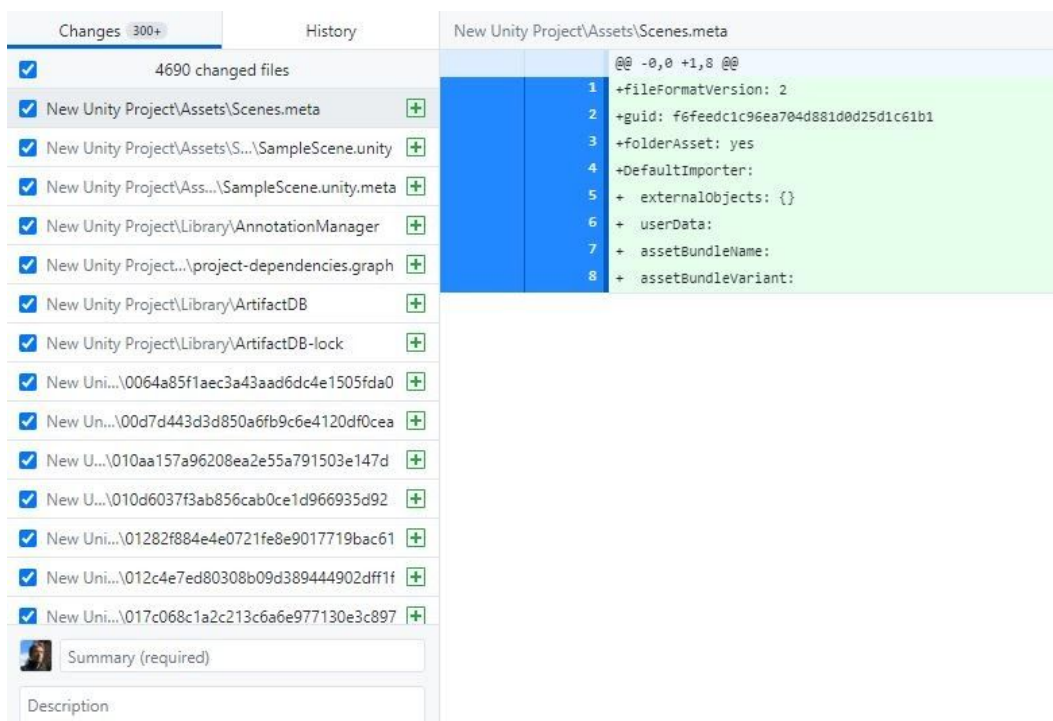 Changes 300+ History
4690 changed files
New Unity Project\Assets\Scenes.meta
New Unity Project\Assets\S...\SampleScene.unity
New Unity Project\Ass...\SampleScene.unity.meta
New Unity Project\Library\AnnotationManager
New Unity Project...\project-dependencies.graph
New Unity Project\Library\ArtifactDB
New Unity Project\Library\ArtifactDB-lock
New Uni...\0064a85f1aec3a43aad6dc4e1505fda0
New Un...\00d7d443d3d850a6fb9c6e4120df0cea
New U...\010aa157a96208ea2e55a791503e147d
New U...\010d6037f3ab856cab0ce1d966935d92
New Uni...\01282f884e4e0721fe8e9017719bac61
New Uni...\012c4e7ed80308b09d389444902dff1f
New Uni...\017c068c1a2c213c6a6e977130e3c897
Summary (required)
Description
New Unity Project\Assets\Scenes.meta
@@ -0,0 +1,8 @@
1 +fileFormatVersion: 2
2 +guid: f6feedc1c96ea704d881d0d25d1c61b1
3 +folderAsset: yes
4 +DefaultImporter:
5 +  externalObjects: {}
6 +  userData:
7 +  assetBundleName:
8 +  assetBundleVariant: